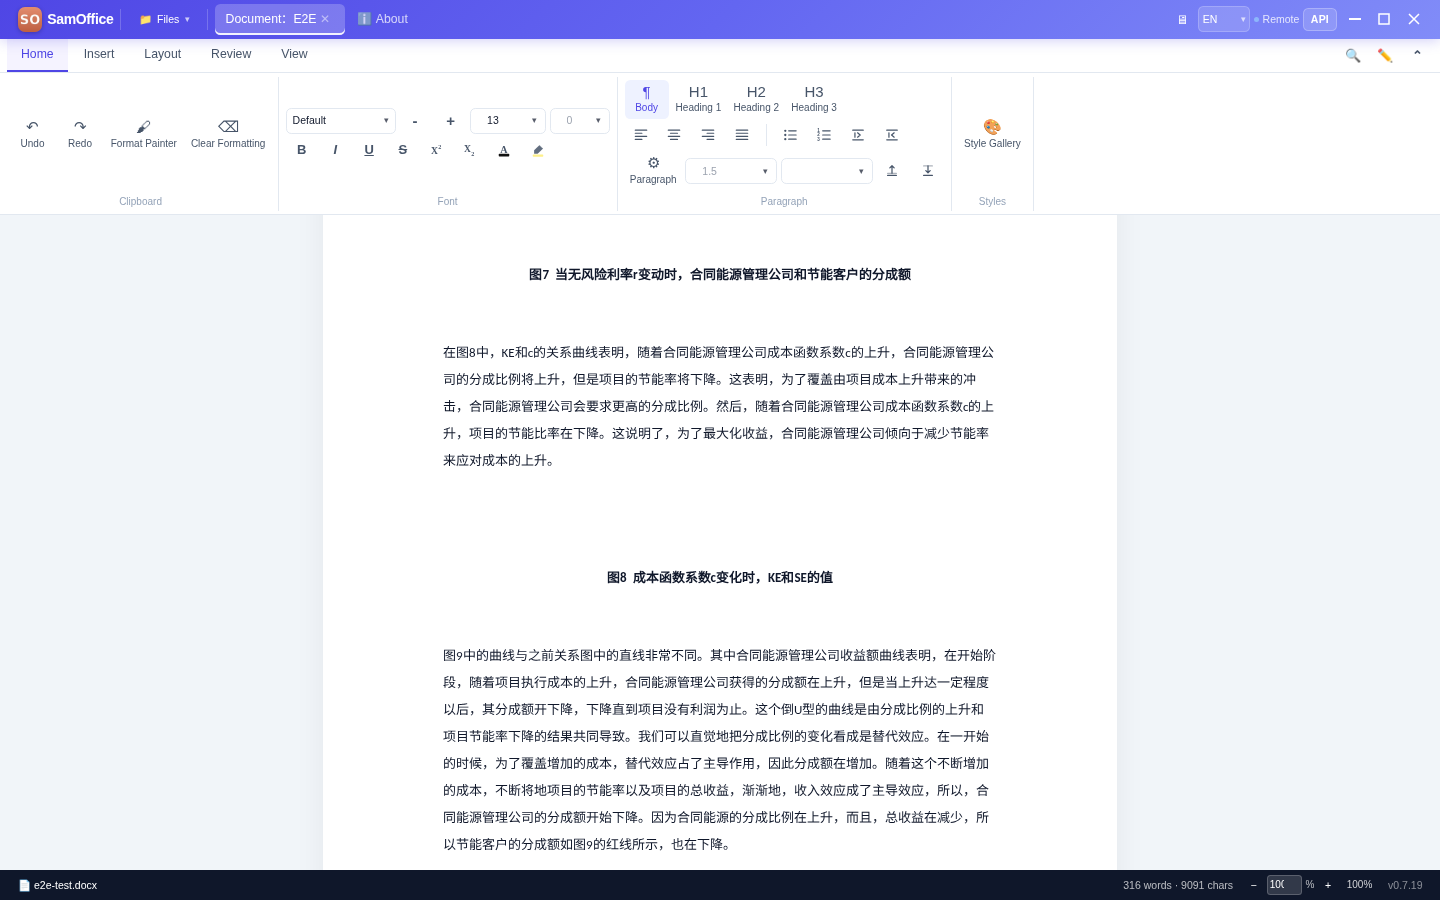 SO SamOffice 📁 Files ▾ Document：E2E ✕ ℹ️ About 🖥 EN ▾ Remote API
Home Insert Layout Review View
↶ Undo ↷ Redo Format Painter Clear Formatting
Clipboard
Default ▾ - + 13 ▾ 0 ▾
B I U S X² X₂ A
Font
¶ Body H1 Heading 1 H2 Heading 2 H3 Heading 3
Paragraph 1.5 ▾ ▾
Paragraph
Style Gallery
Styles
图7 当无风险利率r变动时，合同能源管理公司和节能客户的分成额
在图8中，KE和c的关系曲线表明，随着合同能源管理公司成本函数系数c的上升，合同能源管理公
司的分成比例将上升，但是项目的节能率将下降。这表明，为了覆盖由项目成本上升带来的冲
击，合同能源管理公司会要求更高的分成比例。然后，随着合同能源管理公司成本函数系数c的上
升，项目的节能比率在下降。这说明了，为了最大化收益，合同能源管理公司倾向于减少节能率
来应对成本的上升。
图8 成本函数系数c变化时，KE和SE的值
图9中的曲线与之前关系图中的直线非常不同。其中合同能源管理公司收益额曲线表明，在开始阶
段，随着项目执行成本的上升，合同能源管理公司获得的分成额在上升，但是当上升达一定程度
以后，其分成额开下降，下降直到项目没有利润为止。这个倒U型的曲线是由分成比例的上升和
项目节能率下降的结果共同导致。我们可以直觉地把分成比例的变化看成是替代效应。在一开始
的时候，为了覆盖增加的成本，替代效应占了主导作用，因此分成额在增加。随着这个不断增加
的成本，不断将地项目的节能率以及项目的总收益，渐渐地，收入效应成了主导效应，所以，合
同能源管理公司的分成额开始下降。因为合同能源的分成比例在上升，而且，总收益在减少，所
以节能客户的分成额如图9的红线所示，也在下降。
📄 e2e-test.docx 316 words · 9091 chars − 100 % + 100% v0.7.19